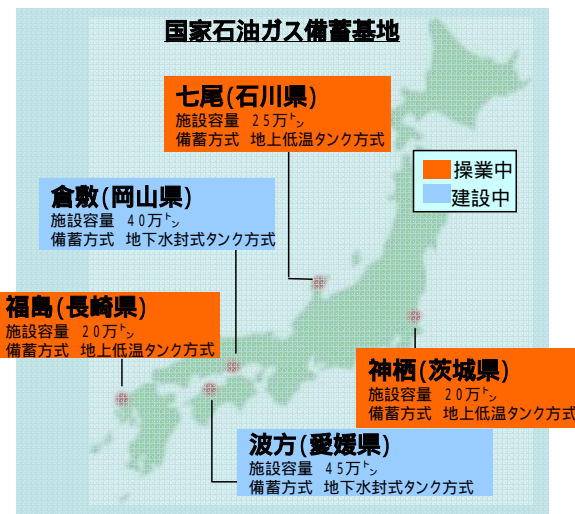 国家石油ガス備蓄基地
七尾(石川県)
施設容量 25万㌧
備蓄方式 地上低温タンク方式
操業中
建設中
倉敷(岡山県)
施設容量 40万㌧
備蓄方式 地下水封式タンク方式
福島(長崎県)
施設容量 20万㌧
備蓄方式 地上低温タンク方式
神栖(茨城県)
施設容量 20万㌧
備蓄方式 地上低温タンク方式
波方(愛媛県)
施設容量 45万㌧
備蓄方式 地下水封式タンク方式